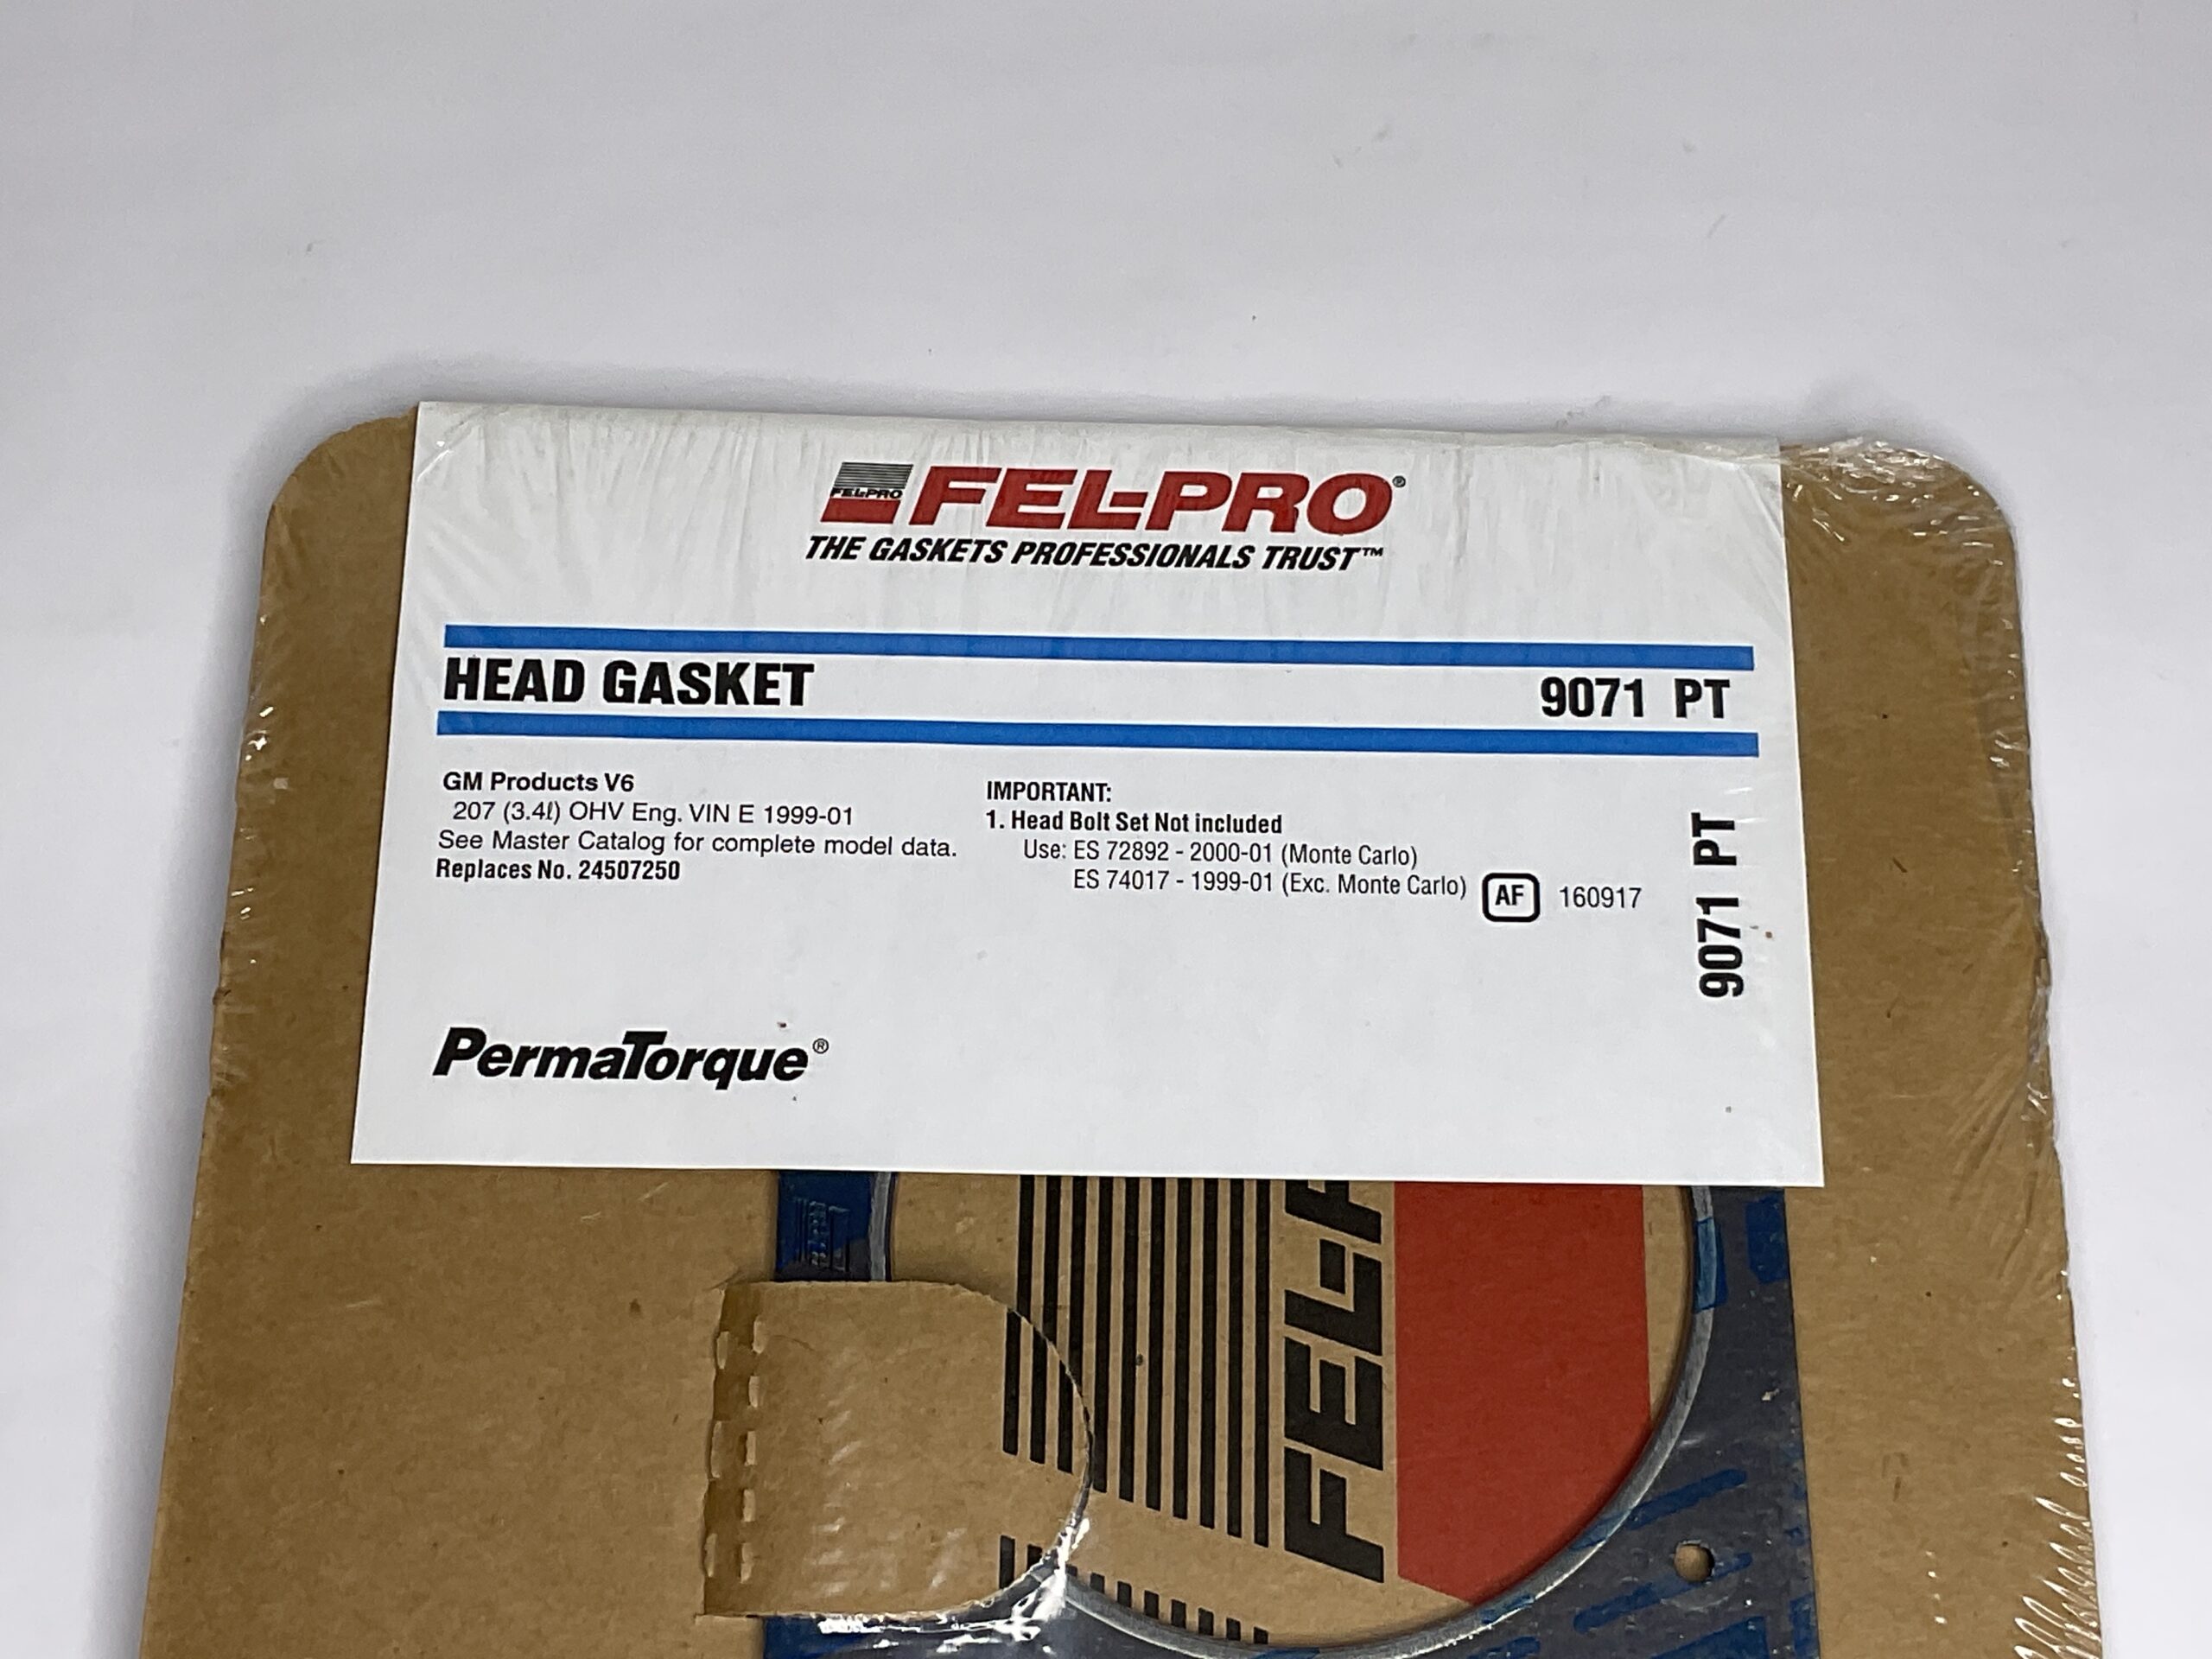 FEL-PRO FEL-PRO®
THE GASKETS PROFESSIONALS TRUST™
HEAD GASKET 9071 PT
GM Products V6
207 (3.4ℓ) OHV Eng. VIN E 1999-01
See Master Catalog for complete model data.
Replaces No. 24507250
IMPORTANT:
1. Head Bolt Set Not included
Use: ES 72892 - 2000-01 (Monte Carlo)
ES 74017 - 1999-01 (Exc. Monte Carlo)
AF 160917
9071 PT
PermaTorque®
FEL-P